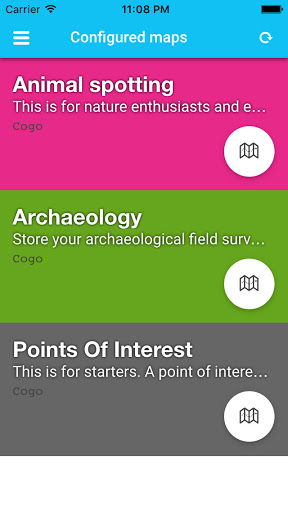 Carrier 11:08 PM
Configured maps
Animal spotting
This is for nature enthusiasts and e...
Cogo
Archaeology
Store your archaeological field surv...
Cogo
Points Of Interest
This is for starters. A point of intere...
Cogo